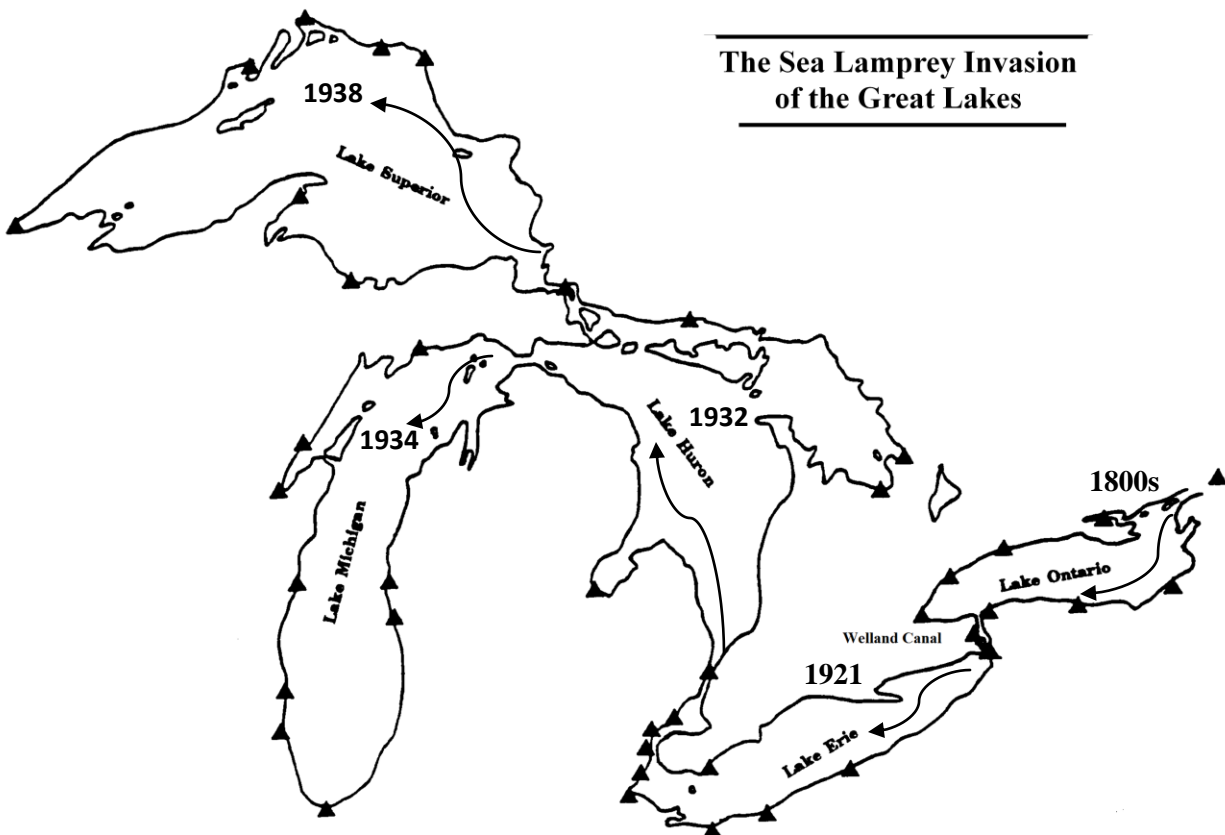 The Sea Lamprey Invasion
of the Great Lakes
1938
Lake Superior
1934
Lake Michigan
1932
Lake Huron
1800s
Lake Ontario
Welland Canal
1921
Lake Erie